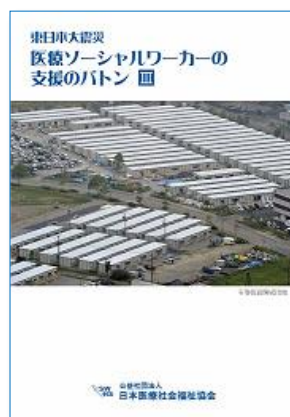 東日本大震災
医療ソーシャルワーカーの
支援のバトン Ⅲ
公益社団法人
日本医療社会福祉協会